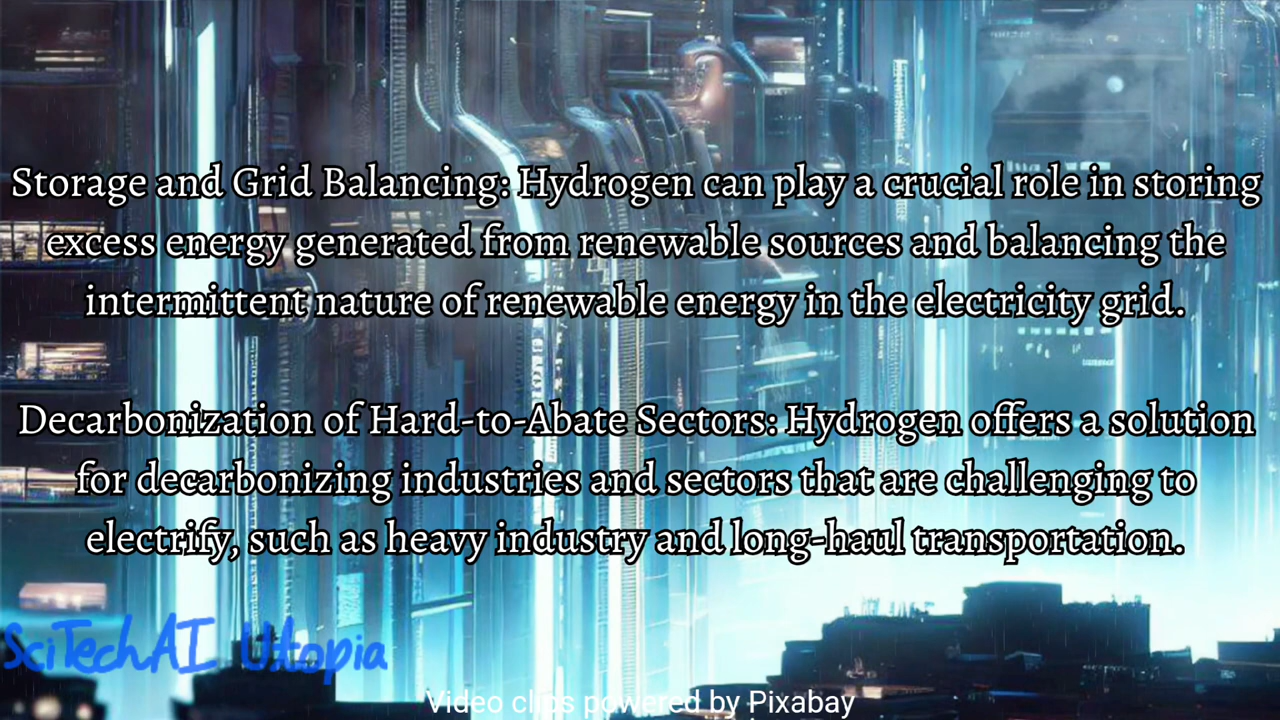 Storage and Grid Balancing: Hydrogen can play a crucial role in storing
excess energy generated from renewable sources and balancing the
intermittent nature of renewable energy in the electricity grid.
Decarbonization of Hard-to-Abate Sectors: Hydrogen offers a solution
for decarbonizing industries and sectors that are challenging to
electrify, such as heavy industry and long-haul transportation.
SciTechAI Utopia
Video clips powered by Pixabay